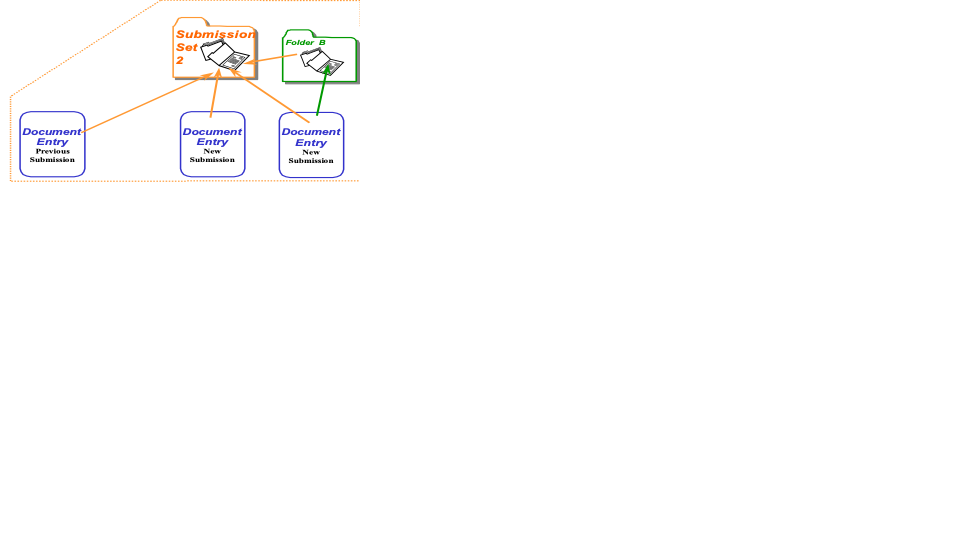 Submission
Set
2
Folder B
Document
Entry
Previous
Submission
Document
Entry
New
Submission
Document
Entry
New
Submission